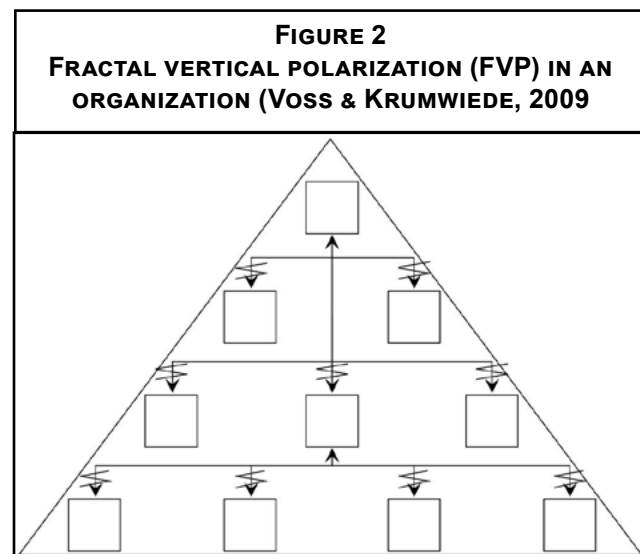 FIGURE 2
FRACTAL VERTICAL POLARIZATION (FVP) IN AN
ORGANIZATION (VOSS & KRUMWIEDE, 2009